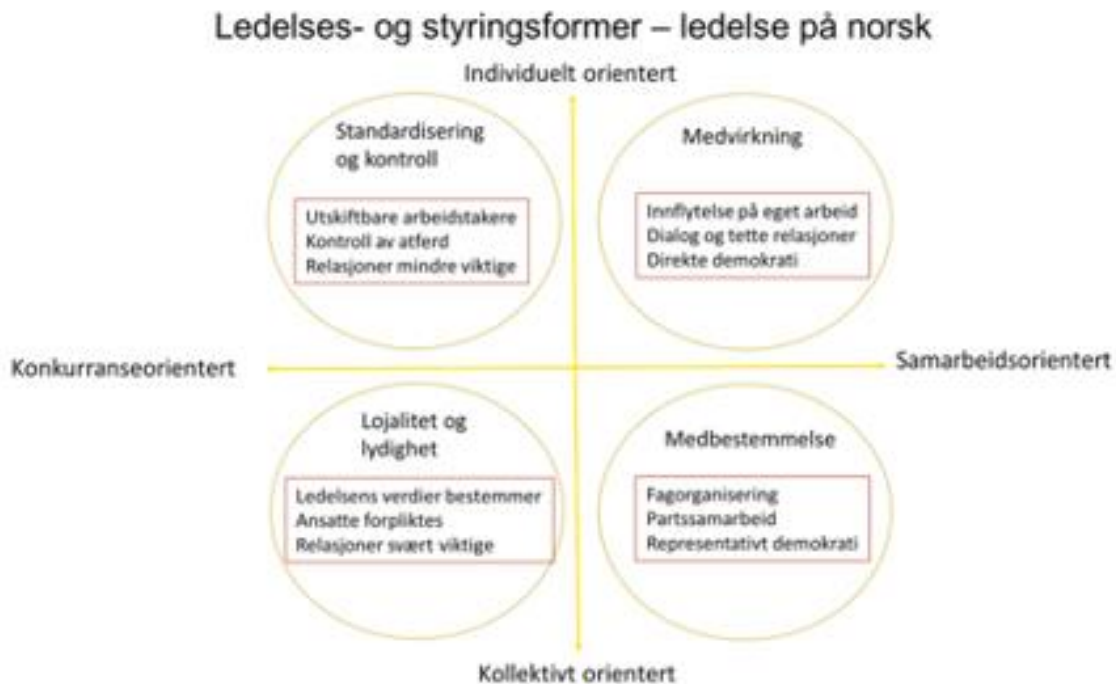 Ledelses- og styringsformer – ledelse på norsk
Individuelt orientert
Standardisering
og kontroll
Utskiftbare arbeidstakere
Kontroll av atferd
Relasjoner mindre viktige
Medvirkning
Innflytelse på eget arbeid
Dialog og tette relasjoner
Direkte demokrati
Konkurranseorientert
Samarbeidsorientert
Lojalitet og
lydighet
Ledelsens verdier bestemmer
Ansatte forpliktes
Relasjoner svært viktige
Medbestemmelse
Fagorganisering
Partssamarbeid
Representativt demokrati
Kollektivt orientert